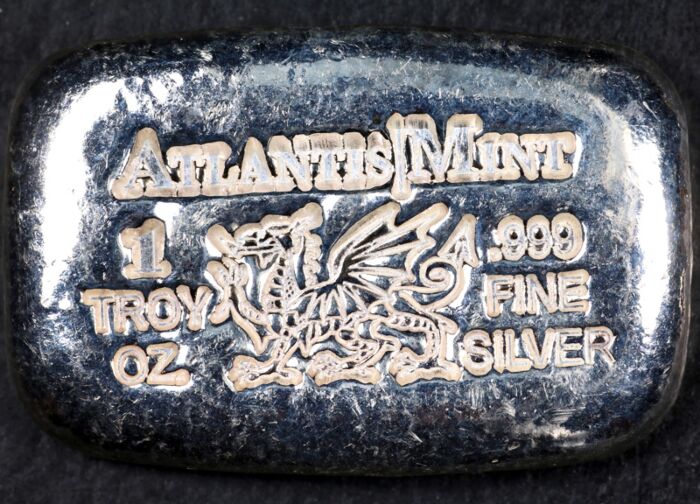 ATLANTIS MINT
1 TROY OZ
.999 FINE SILVER